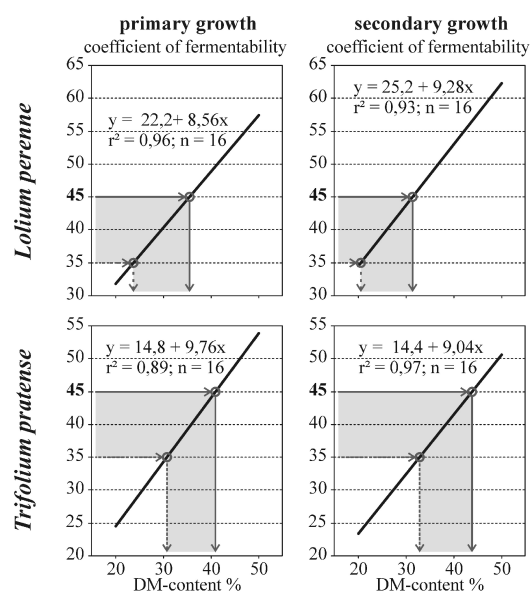 primary growth
coefficient of fermentability
secondary growth
coefficient of fermentability
Lolium perenne
65
60
55
50
45
40
35
30
y = 22,2+ 8,56x
r² = 0,96; n = 16
65
60
55
50
45
40
35
30
y = 25,2 + 9,28x
r² = 0,93; n = 16
Trifolium pratense
55
50
45
40
35
30
25
20
y = 14,8 + 9,76x
r² = 0,89; n = 16
20 30 40 50
DM-content %
55
50
45
40
35
30
25
20
y = 14,4 + 9,04x
r² = 0,97; n = 16
20 30 40 50
DM-content %